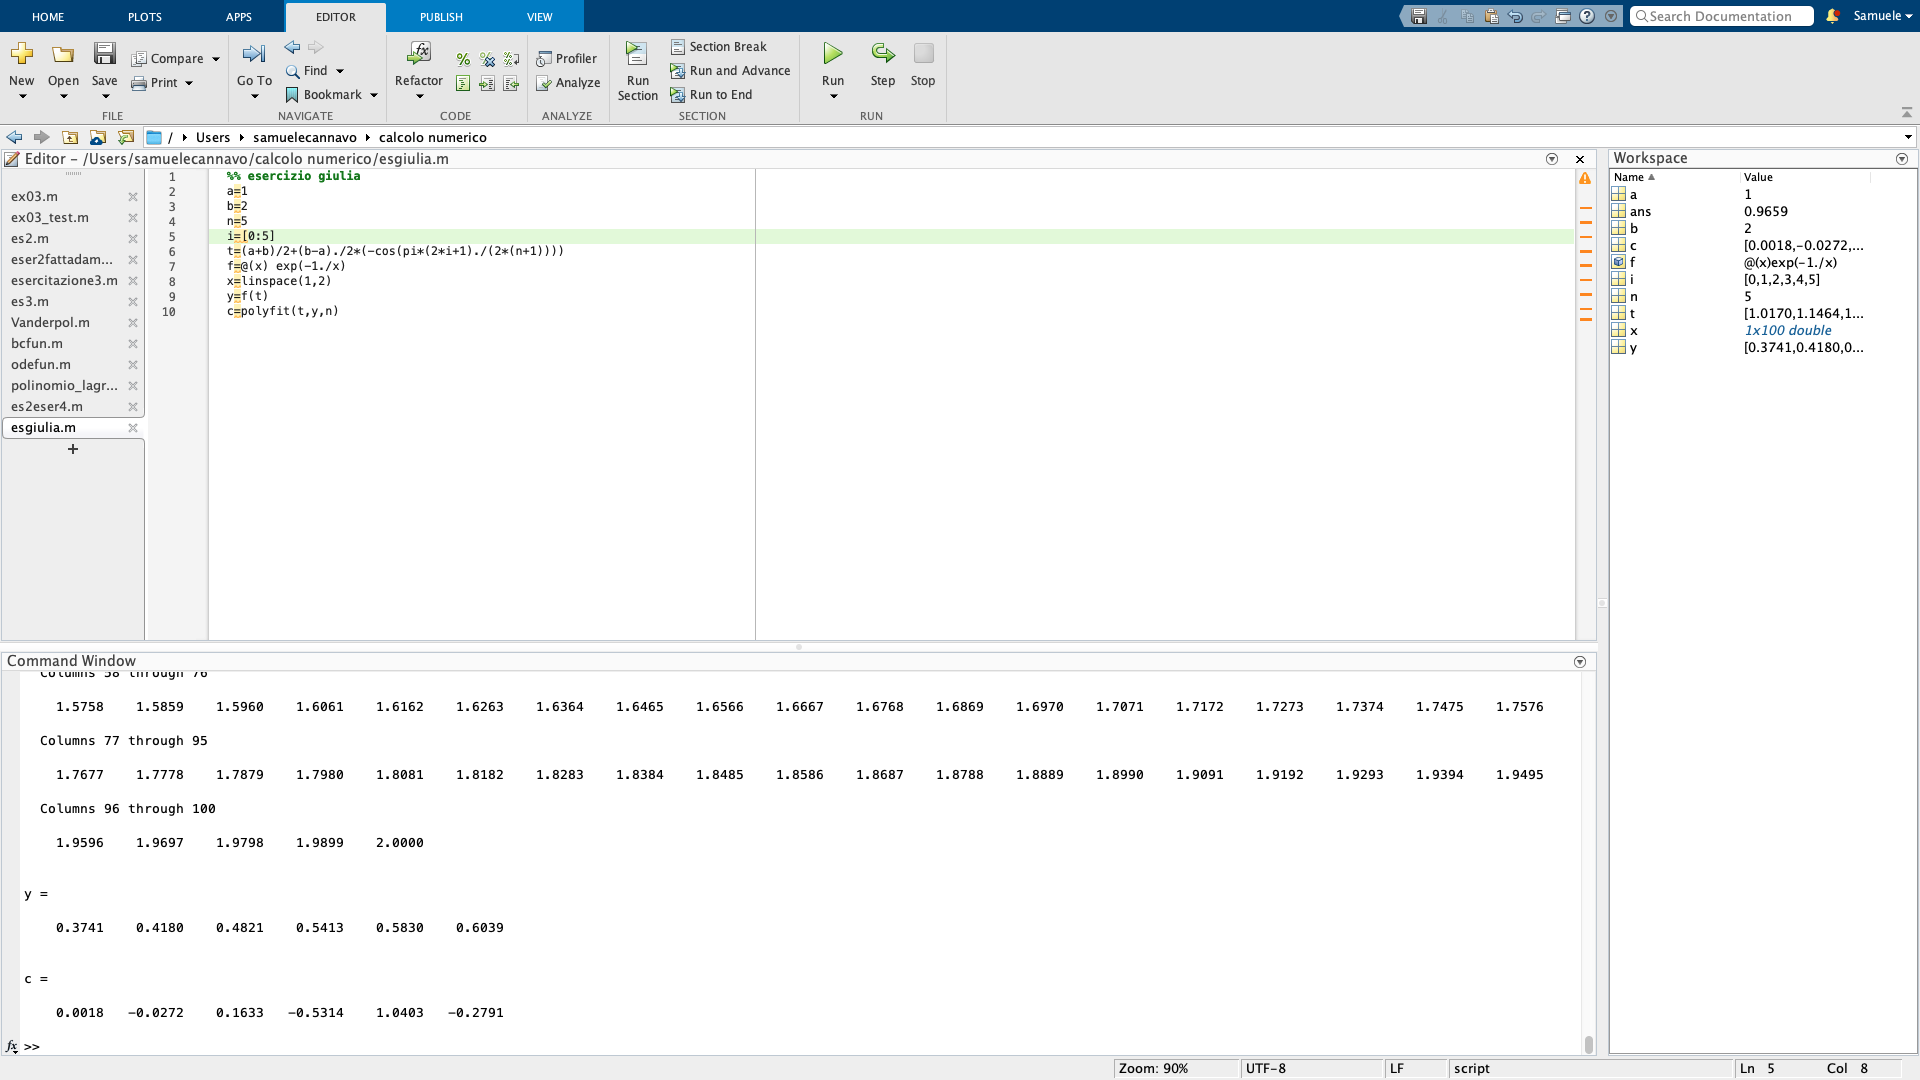 HOME PLOTS APPS EDITOR PUBLISH VIEW Search Documentation Samuele
New Open Save Compare Print Go To Find Bookmark Refactor Profiler Analyze Run Section Section Break Run and Advance Run to End Run Step Stop
FILE NAVIGATE CODE ANALYZE SECTION RUN
/ Users samuelecannavo calcolo numerico
Editor - /Users/samuelecannavo/calcolo numerico/esgiulia.m
ex03.m
ex03_test.m
es2.m
eser2fattadam...
esercitazione3.m
es3.m
Vanderpol.m
bcfun.m
odefun.m
polinomio_lagr...
es2eser4.m
esgiulia.m
+
1 %% esercizio giulia
2 a=1
3 b=2
4 n=5
5 i=[0:5]
6 t=(a+b)/2+(b-a)./2*(-cos(pi*(2*i+1)./(2*(n+1))))
7 f=@(x) exp(-1./x)
8 x=linspace(1,2)
9 y=f(t)
10 c=polyfit(t,y,n)
Workspace
Name Value
a 1
ans 0.9659
b 2
c [0.0018,-0.0272,...
f @(x)exp(-1./x)
i [0,1,2,3,4,5]
n 5
t [1.0170,1.1464,1...
x 1x100 double
y [0.3741,0.4180,0...
Command Window
Columns 58 through 76
1.5758 1.5859 1.5960 1.6061 1.6162 1.6263 1.6364 1.6465 1.6566 1.6667 1.6768 1.6869 1.6970 1.7071 1.7172 1.7273 1.7374 1.7475 1.7576
Columns 77 through 95
1.7677 1.7778 1.7879 1.7980 1.8081 1.8182 1.8283 1.8384 1.8485 1.8586 1.8687 1.8788 1.8889 1.8990 1.9091 1.9192 1.9293 1.9394 1.9495
Columns 96 through 100
1.9596 1.9697 1.9798 1.9899 2.0000
y =
0.3741 0.4180 0.4821 0.5413 0.5830 0.6039
c =
0.0018 -0.0272 0.1633 -0.5314 1.0403 -0.2791
fx >>
Zoom: 90% UTF-8 LF script Ln 5 Col 8